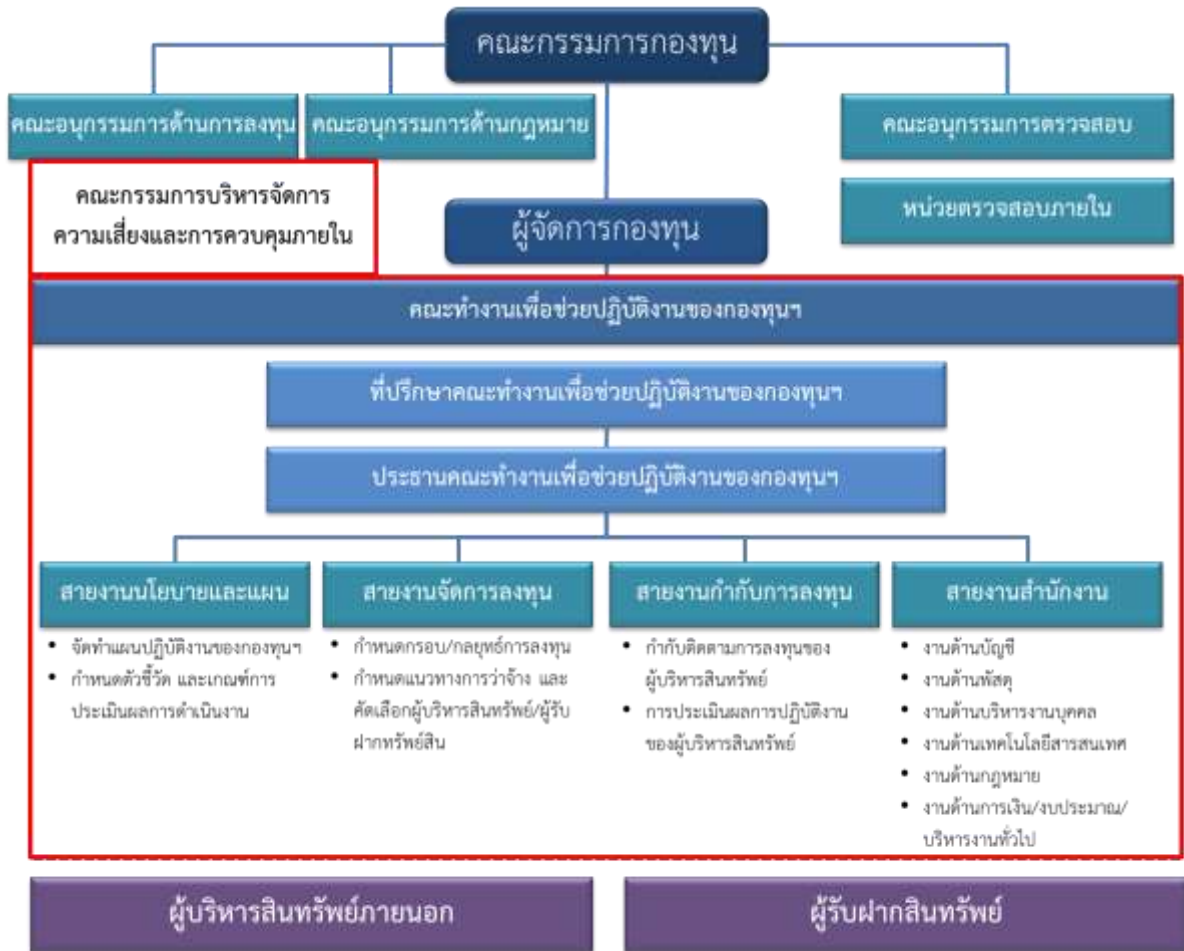 คณะกรรมการกองทุน
คณะอนุกรรมการด้านการลงทุน
คณะอนุกรรมการด้านกฎหมาย
คณะอนุกรรมการตรวจสอบ
คณะกรรมการบริหารจัดการ
ความเสี่ยงและการควบคุมภายใน
ผู้จัดการกองทุน
หน่วยตรวจสอบภายใน
คณะทำงานเพื่อช่วยปฏิบัติงานของกองทุนฯ
ที่ปรึกษาคณะทำงานเพื่อช่วยปฏิบัติงานของกองทุนฯ
ประธานคณะทำงานเพื่อช่วยปฏิบัติงานของกองทุนฯ
สายงานนโยบายและแผน
• จัดทำแผนปฏิบัติงานของกองทุนฯ
• กำหนดตัวชี้วัด และเกณฑ์การ
ประเมินผลการดำเนินงาน
สายงานจัดการลงทุน
• กำหนดกรอบ/กลยุทธ์การลงทุน
• กำหนดแนวทางการว่าจ้าง และ
คัดเลือกผู้บริหารสินทรัพย์/ผู้รับ
ฝากทรัพย์สิน
สายงานกำกับการลงทุน
• กำกับติดตามการลงทุนของ
ผู้บริหารสินทรัพย์
• การประเมินผลการปฏิบัติงาน
ของผู้บริหารสินทรัพย์
สายงานสำนักงาน
• งานด้านบัญชี
• งานด้านพัสดุ
• งานด้านบริหารงานบุคคล
• งานด้านเทคโนโลยีสารสนเทศ
• งานด้านกฎหมาย
• งานด้านการเงิน/งบประมาณ/
บริหารงานทั่วไป
ผู้บริหารสินทรัพย์ภายนอก
ผู้รับฝากสินทรัพย์